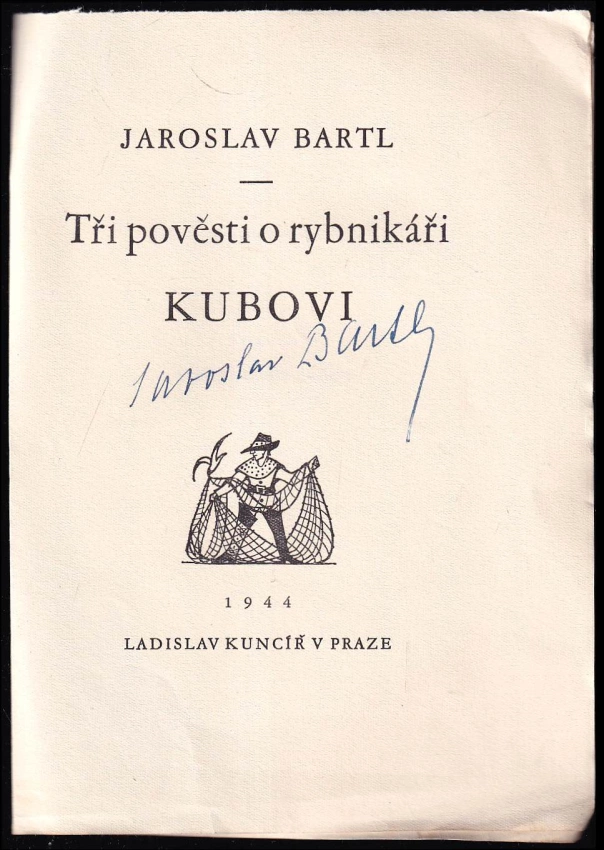 JAROSLAV BARTL
Tři pověsti o rybnikáři
KUBOVI
Jaroslav Bartl
1944
LADISLAV KUNCÍŘ V PRAZE